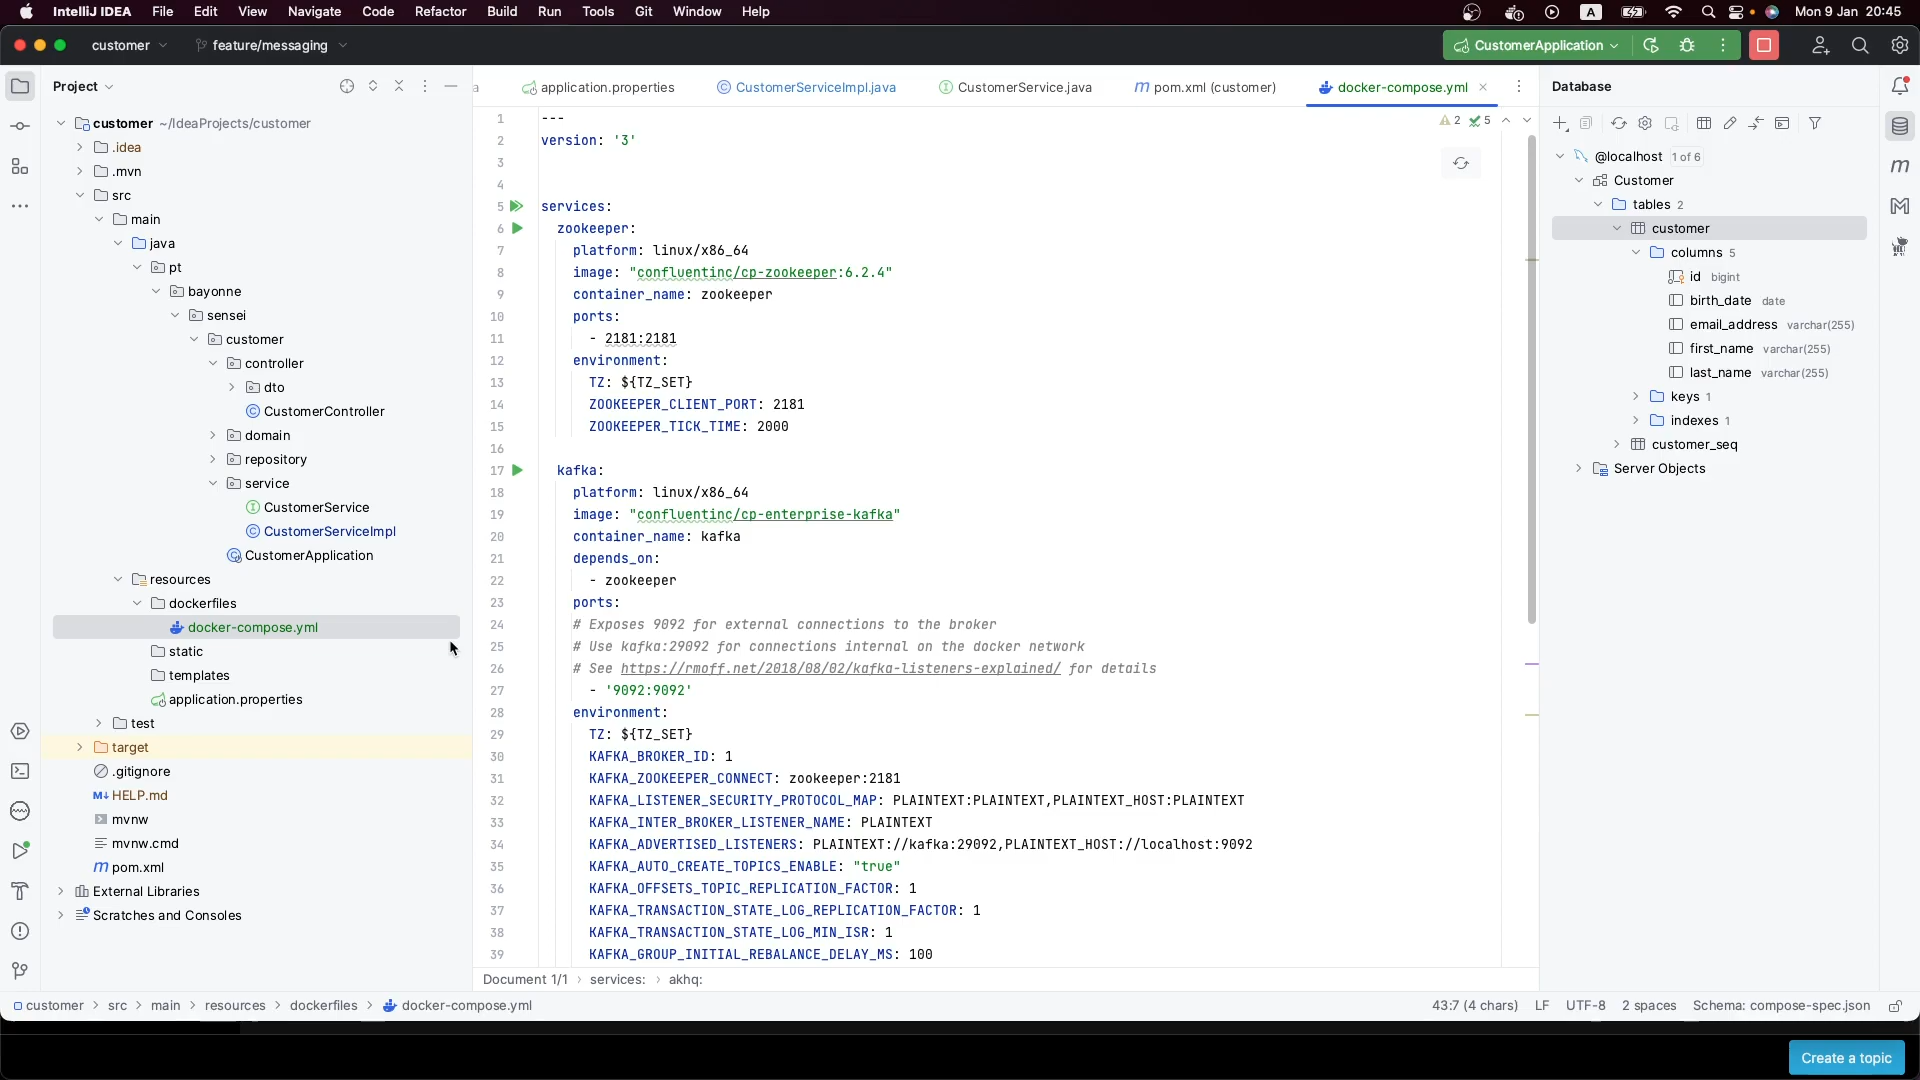 IntelliJ IDEA File Edit View Navigate Code Refactor Build Run Tools Git Window Help
A Mon 9 Jan 20:45
customer feature/messaging
CustomerApplication
Project
application.properties
CustomerServiceImpl.java
CustomerService.java
m pom.xml (customer)
docker-compose.yml
Database
customer ~/IdeaProjects/customer
.idea
.mvn
src
main
java
pt
bayonne
sensei
customer
controller
dto
CustomerController
domain
repository
service
CustomerService
CustomerServiceImpl
CustomerApplication
resources
dockerfiles
docker-compose.yml
static
templates
application.properties
test
target
.gitignore
M↓ HELP.md
mvnw
mvnw.cmd
m pom.xml
External Libraries
Scratches and Consoles
2 5
1 ---
2 version: '3'
3
4
5 services:
6 zookeeper:
7 platform: linux/x86_64
8 image: "confluentinc/cp-zookeeper:6.2.4"
9 container_name: zookeeper
10 ports:
11 - 2181:2181
12 environment:
13 TZ: ${TZ_SET}
14 ZOOKEEPER_CLIENT_PORT: 2181
15 ZOOKEEPER_TICK_TIME: 2000
16
17 kafka:
18 platform: linux/x86_64
19 image: "confluentinc/cp-enterprise-kafka"
20 container_name: kafka
21 depends_on:
22 - zookeeper
23 ports:
24 # Exposes 9092 for external connections to the broker
25 # Use kafka:29092 for connections internal on the docker network
26 # See https://rmoff.net/2018/08/02/kafka-listeners-explained/ for details
27 - '9092:9092'
28 environment:
29 TZ: ${TZ_SET}
30 KAFKA_BROKER_ID: 1
31 KAFKA_ZOOKEEPER_CONNECT: zookeeper:2181
32 KAFKA_LISTENER_SECURITY_PROTOCOL_MAP: PLAINTEXT:PLAINTEXT,PLAINTEXT_HOST:PLAINTEXT
33 KAFKA_INTER_BROKER_LISTENER_NAME: PLAINTEXT
34 KAFKA_ADVERTISED_LISTENERS: PLAINTEXT://kafka:29092,PLAINTEXT_HOST://localhost:9092
35 KAFKA_AUTO_CREATE_TOPICS_ENABLE: "true"
36 KAFKA_OFFSETS_TOPIC_REPLICATION_FACTOR: 1
37 KAFKA_TRANSACTION_STATE_LOG_REPLICATION_FACTOR: 1
38 KAFKA_TRANSACTION_STATE_LOG_MIN_ISR: 1
39 KAFKA_GROUP_INITIAL_REBALANCE_DELAY_MS: 100
Document 1/1 › services: › akhq:
@localhost 1 of 6
Customer
tables 2
customer
columns 5
id bigint
birth_date date
email_address varchar(255)
first_name varchar(255)
last_name varchar(255)
keys 1
indexes 1
customer_seq
Server Objects
m
customer > src > main > resources > dockerfiles > docker-compose.yml
43:7 (4 chars) LF UTF-8 2 spaces Schema: compose-spec.json
Create a topic